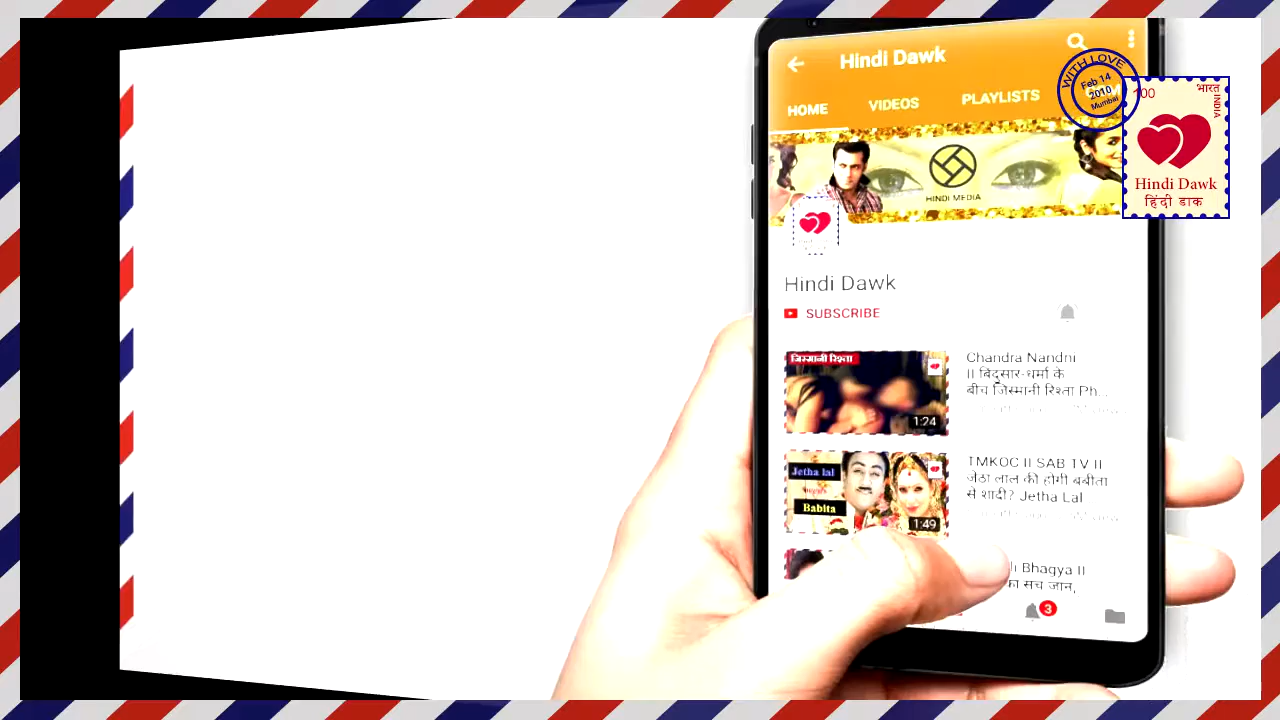 Hindi Dawk
HOME VIDEOS PLAYLISTS
HINDI MEDIA
WITH LOVE
Feb 14
2010
Mumbai
100
भारत
INDIA
Hindi Dawk
हिंदी डाक
Hindi Dawk
SUBSCRIBE
जिस्मानी रिश्ता
1:24
Chandra Nandni
II बिंदुसार-धर्मा के
बीच जिस्मानी रिश्ता Ph...
Jetha lal
Babita
1:49
TMKOC II SAB TV II
जेठा लाल की होगी बबीता
से शादी? Jetha Lal
Bhagya II
का सच जान,
3